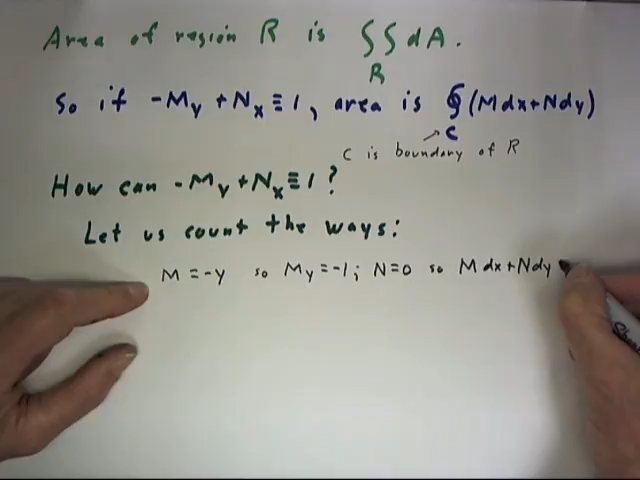 Area of region R is ∫∫ dA.
R
So if -My + Nx ≡ 1, area is ∮ (Mdx+Ndy)
C
C is boundary of R
How can -My + Nx ≡ 1?
Let us count the ways:
M = -y so My = -1; N=0 so Mdx+Ndy